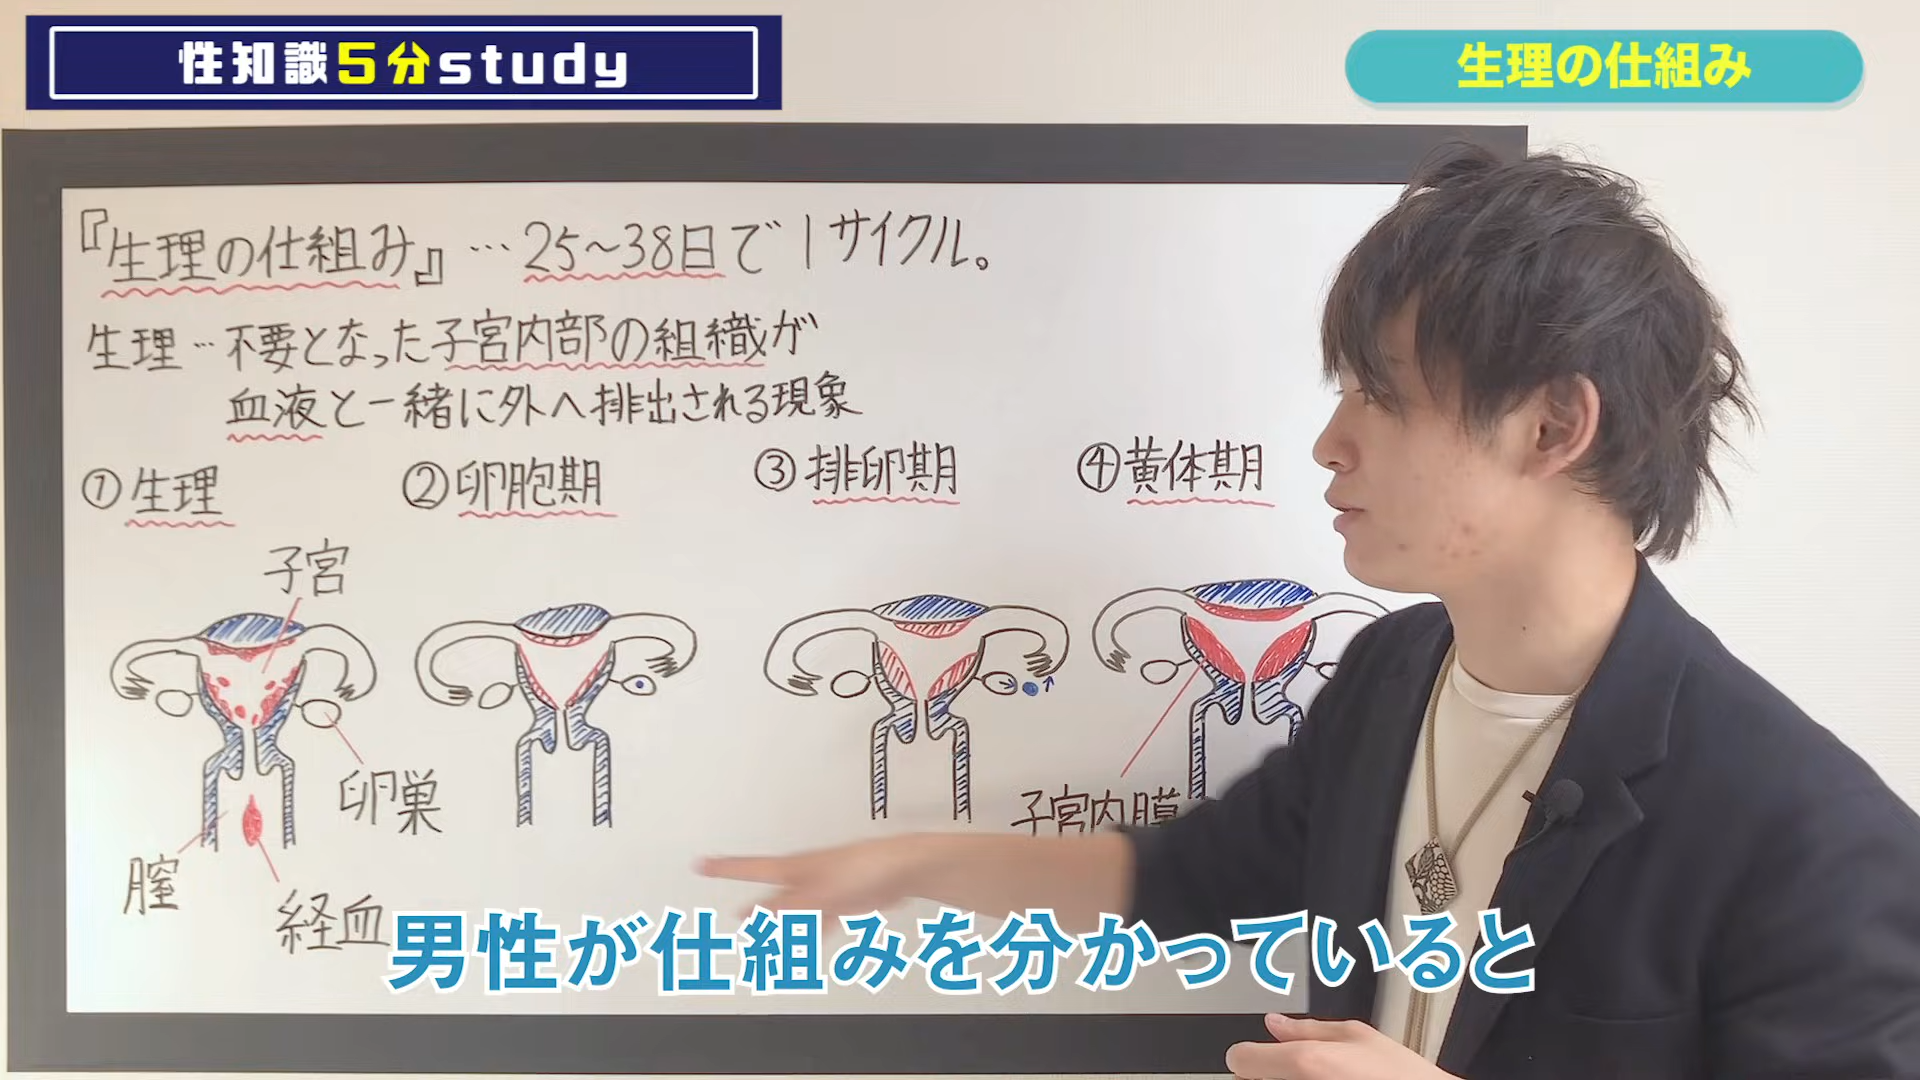 性知識5分study
生理の仕組み
『生理の仕組み』…25~38日で1サイクル。
生理…不要となった子宮内部の組織が
血液と一緒に外へ排出される現象
①生理
②卵胞期
③排卵期
④黄体期
子宮
卵巣
子宮内膜
膣
経血
男性が仕組みを分かっていると